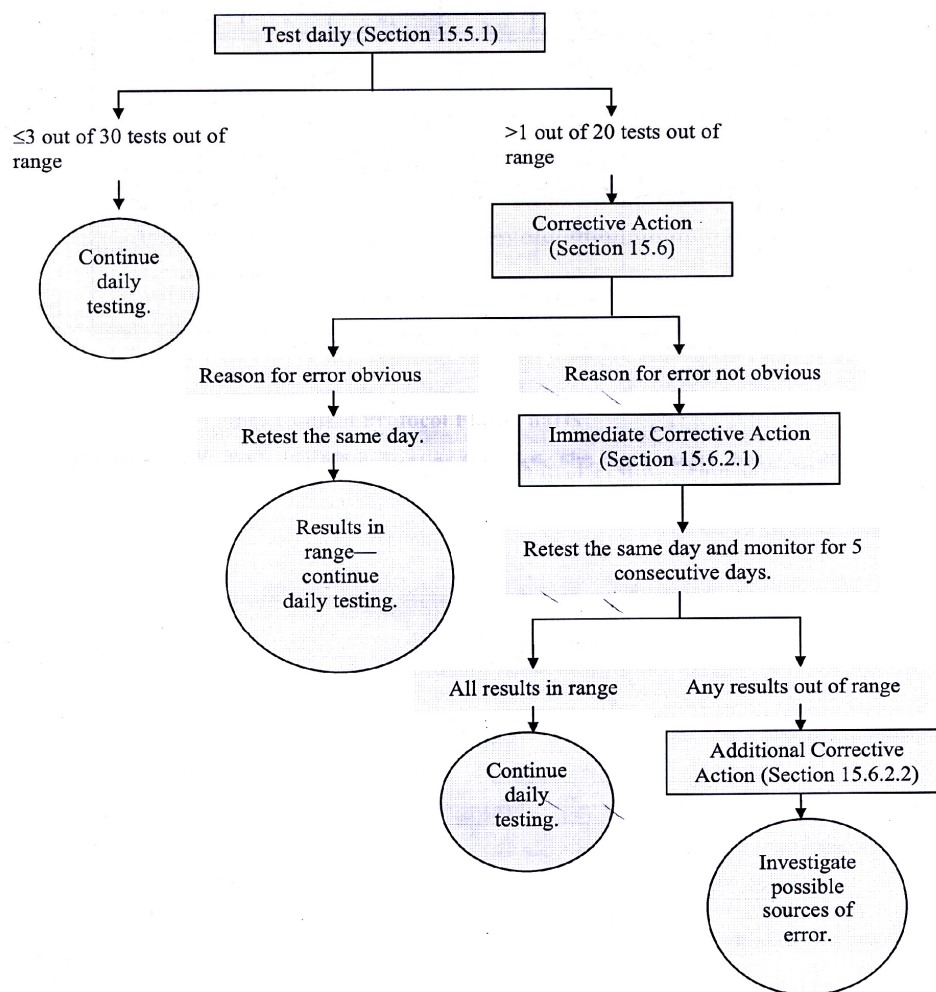 Test daily (Section 15.5.1)
≤3 out of 30 tests out of
range
>1 out of 20 tests out of
range
Continue
daily
testing.
Corrective Action
(Section 15.6)
Reason for error obvious
Reason for error not obvious
Retest the same day.
Immediate Corrective Action
(Section 15.6.2.1)
Results in
range—
continue
daily testing.
Retest the same day and monitor for 5
consecutive days.
All results in range
Any results out of range
Continue
daily
testing.
Additional Corrective
Action (Section 15.6.2.2)
Investigate
possible
sources of
error.